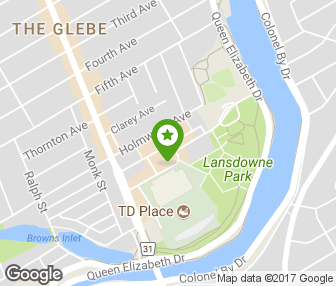 Third Ave
THE GLEBE
Fourth Ave
Queen Elizabeth Dr
Colonel By Dr
Fifth Ave
Clarey Ave
Thornton Ave
Holmwood Ave
Monk St
Ralph St
Lansdowne
Park
TD Place
Browns Inlet
31
Queen Elizabeth Dr
Colonel By Dr
Google
Map data ©2017 Google